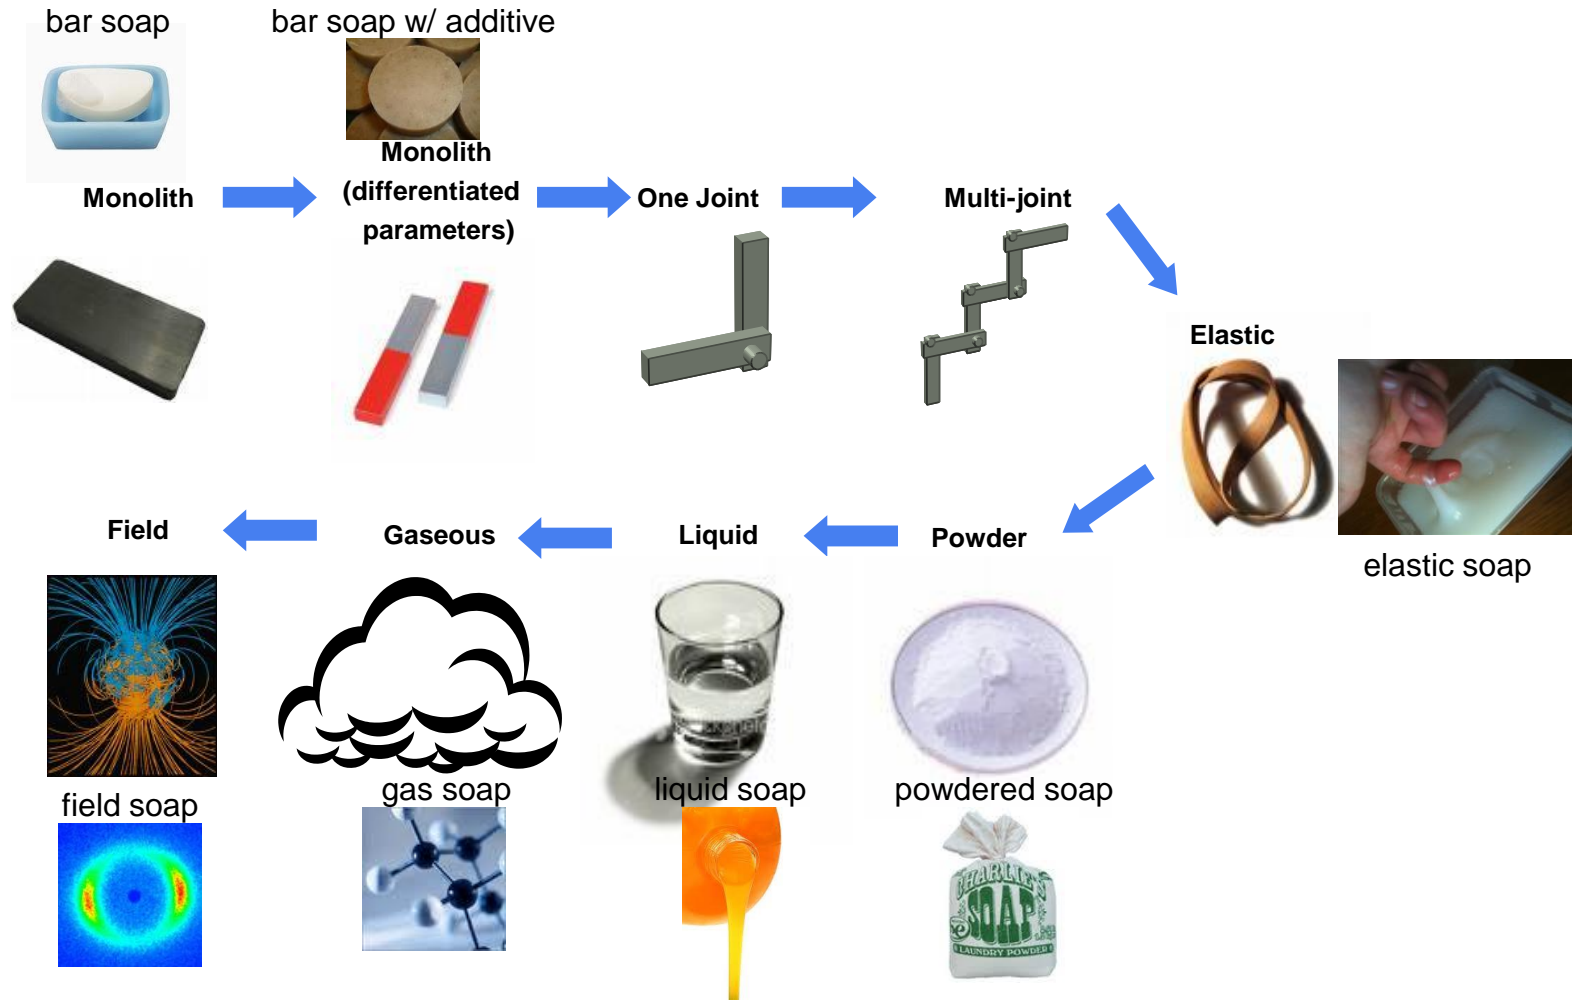 bar soap
bar soap w/ additive
Monolith
Monolith
(differentiated
parameters)
One Joint
Multi-joint
Elastic
elastic soap
Field
Gaseous
Liquid
Powder
field soap
gas soap
liquid soap
powdered soap
CHARLIE'S
SOAP
LAUNDRY POWDER